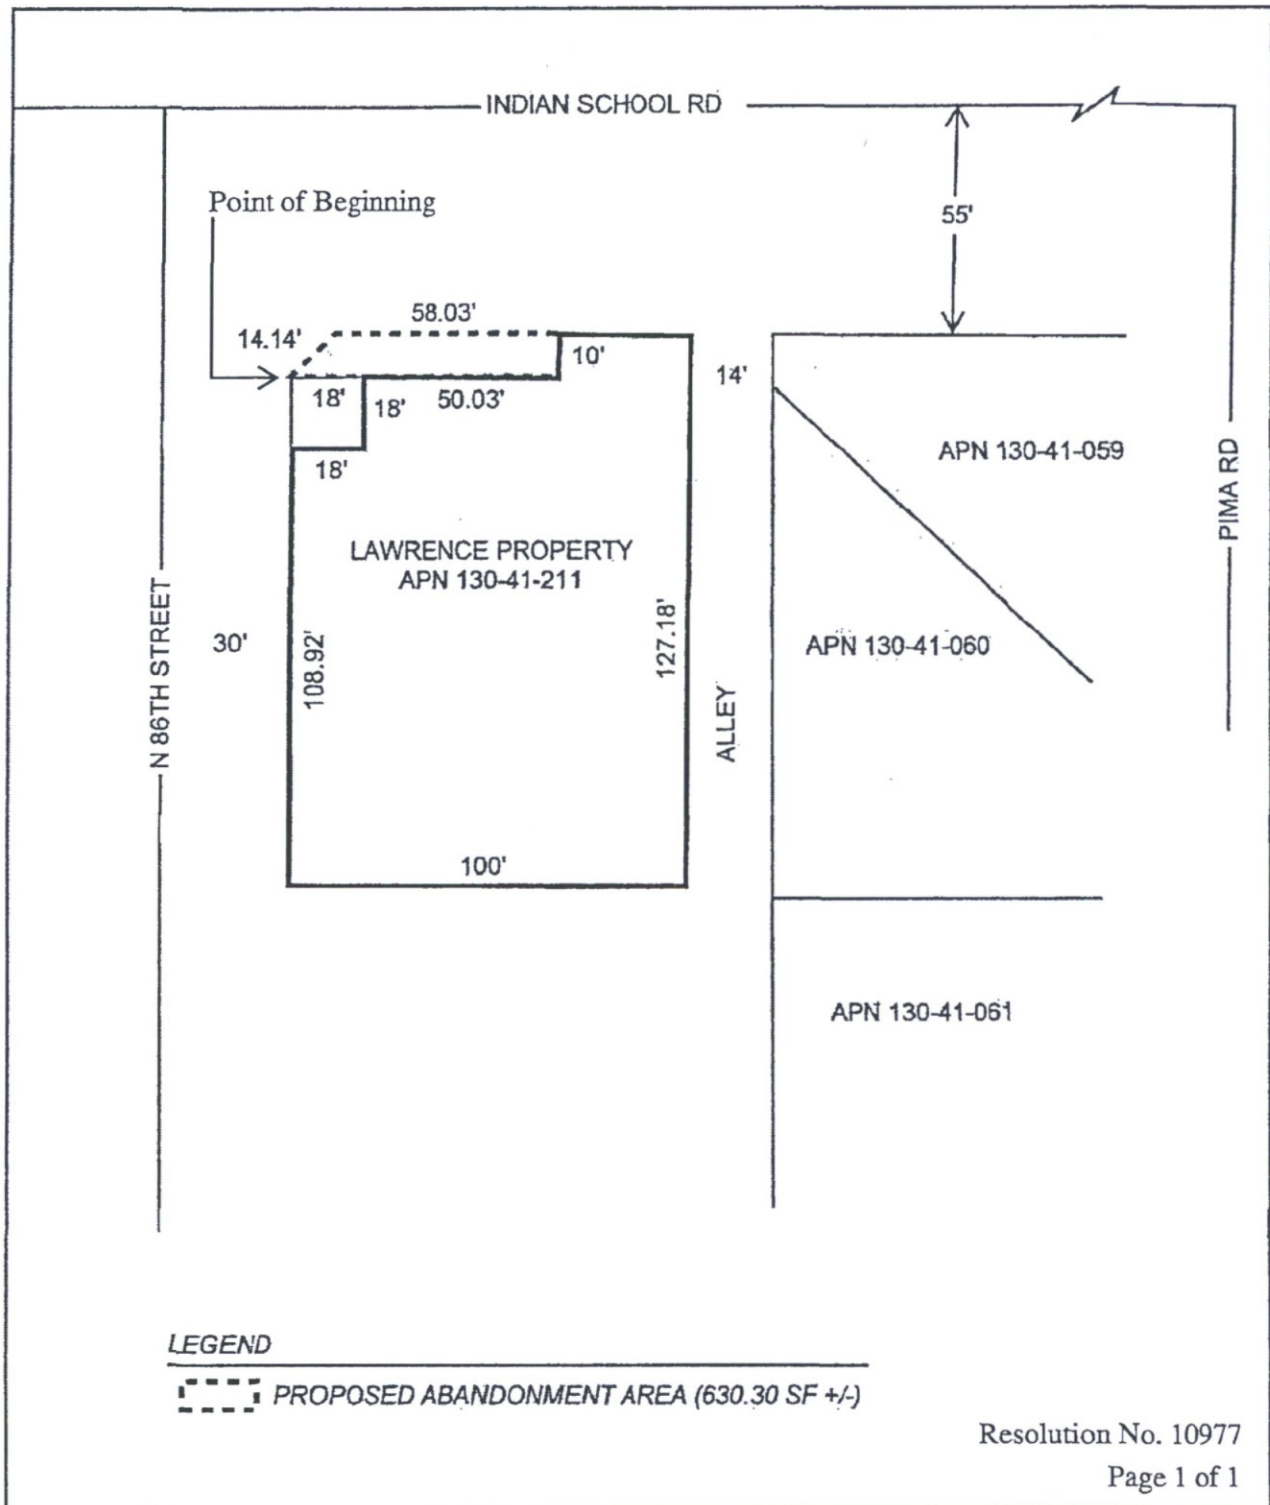 INDIAN SCHOOL RD
Point of Beginning
55'
58.03'
14.14'
10'
14'
18'
18'
50.03'
18'
APN 130-41-059
PIMA RD
LAWRENCE PROPERTY
APN 130-41-211
N 86TH STREET
30'
108.92'
127.18'
APN 130-41-060
ALLEY
100'
APN 130-41-061
LEGEND
PROPOSED ABANDONMENT AREA (630.30 SF +/-)
Resolution No. 10977
Page 1 of 1